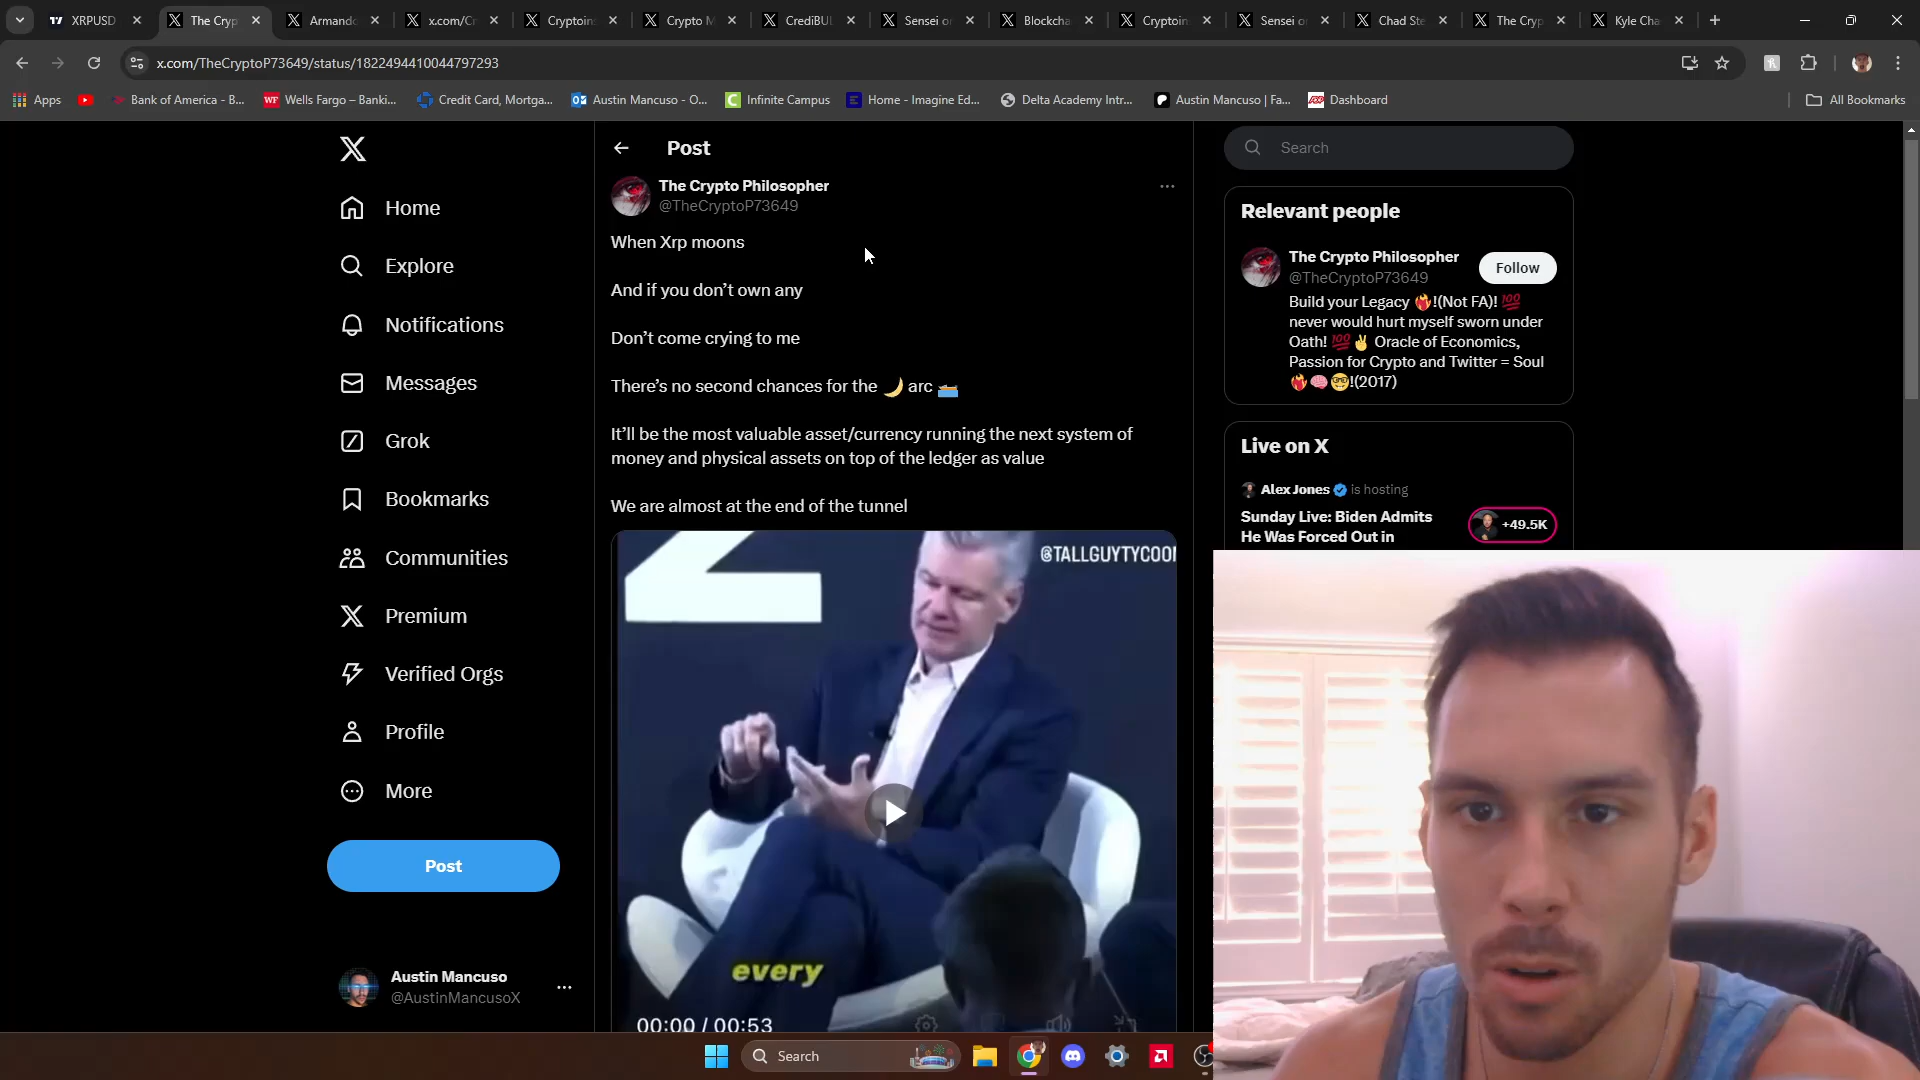 XRPUSD
The Cryp
Armando
x.com/Cr
Cryptoin
Crypto M
CrediBUL
Sensei o
Blockcha
Cryptoin
Sensei o
Chad Ste
The Cryp
Kyle Cha
x.com/TheCryptoP73649/status/1822494410044797293
Apps
Bank of America - B...
WF Wells Fargo – Banki...
Credit Card, Mortga...
Austin Mancuso - O...
Infinite Campus
Home - Imagine Ed...
Delta Academy Intr...
Austin Mancuso | Fa...
Dashboard
All Bookmarks
Home
Explore
Notifications
Messages
Grok
Bookmarks
Communities
Premium
Verified Orgs
Profile
More
Post
Austin Mancuso
@AustinMancusoX
Post
The Crypto Philosopher
@TheCryptoP73649
When Xrp moons
And if you don’t own any
Don’t come crying to me
There’s no second chances for the 🌙 arc
It’ll be the most valuable asset/currency running the next system of
money and physical assets on top of the ledger as value
We are almost at the end of the tunnel
@TALLGUYTYCOON
every
00:00 / 00:53
Search
Relevant people
The Crypto Philosopher
@TheCryptoP73649
Follow
Build your Legacy ❤️‍🔥!(Not FA)! 💯
never would hurt myself sworn under
Oath! 💯✌️ Oracle of Economics,
Passion for Crypto and Twitter = Soul
❤️‍🔥🧠🤓!(2017)
Live on X
Alex Jones is hosting
Sunday Live: Biden Admits
He Was Forced Out in
+49.5K
Search